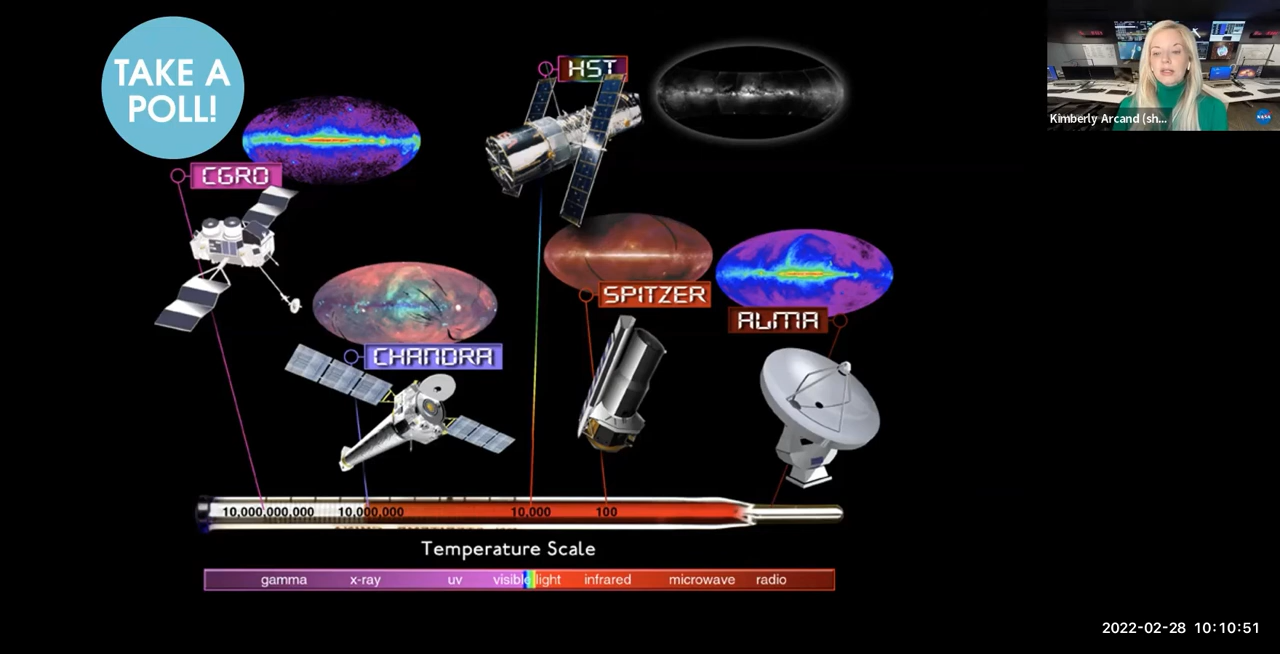 TAKE A
POLL!
HST
Kimberly Arcand (sh...
NASA
CGRO
SPITZER
ALMA
CHANDRA
10,000,000,000 10,000,000 10,000 100
Temperature Scale
gamma x-ray uv visible light infrared microwave radio
2022-02-28 10:10:51